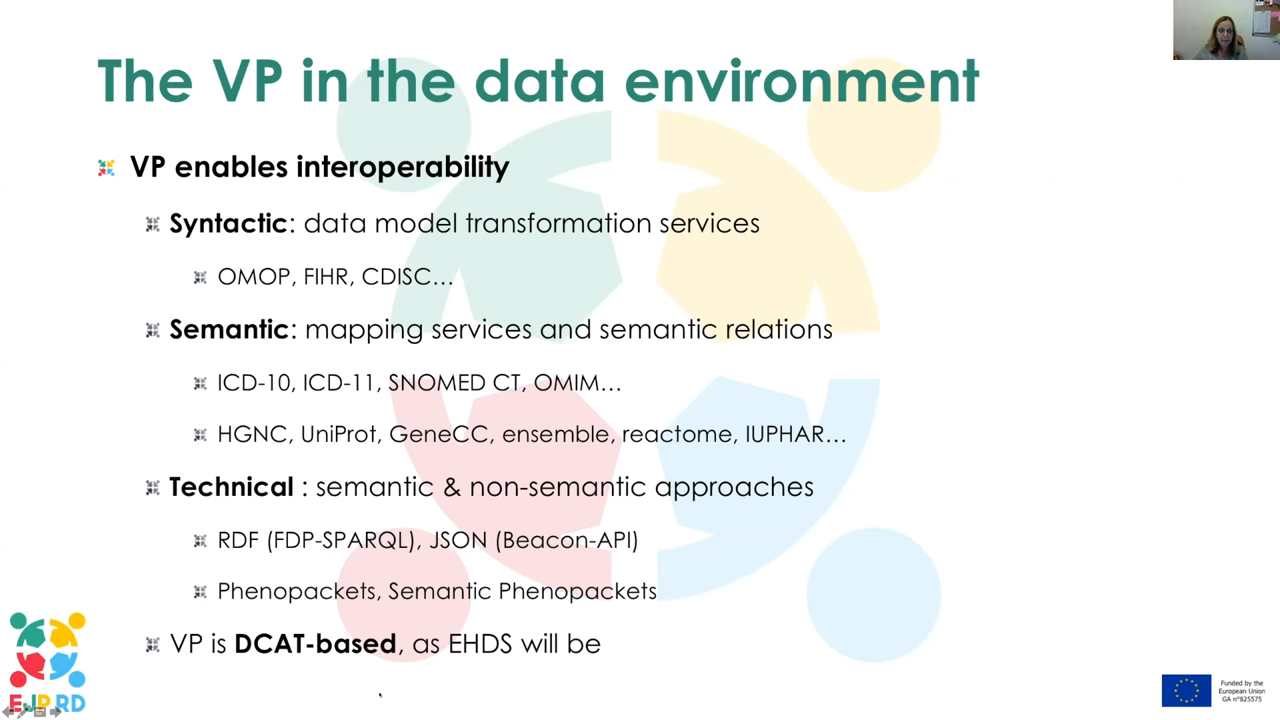 The VP in the data environment
VP enables interoperability
Syntactic: data model transformation services
OMOP, FIHR, CDISC…
Semantic: mapping services and semantic relations
ICD-10, ICD-11, SNOMED CT, OMIM…
HGNC, UniProt, GeneCC, ensemble, reactome, IUPHAR…
Technical : semantic & non-semantic approaches
RDF (FDP-SPARQL), JSON (Beacon-API)
Phenopackets, Semantic Phenopackets
VP is DCAT-based, as EHDS will be
EJP RD
Funded by the
European Union
GA n°825575